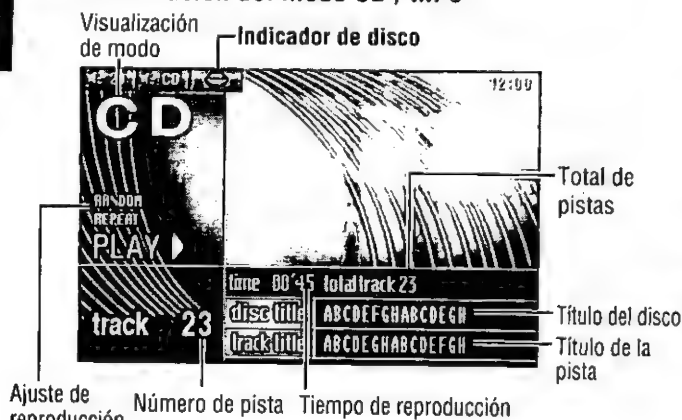 Visualización
de modo
Indicador de disco
CD
12:00
RANDOM
REPEAT
PLAY
Total de
pistas
time 00'45 total track 23
track 23
disc title ABCDEFGHABCDEGH
Título del disco
track title ABCDEGHABCDEFGH
Título de la
pista
Ajuste de
reproducción
Número de pista
Tiempo de reproducción